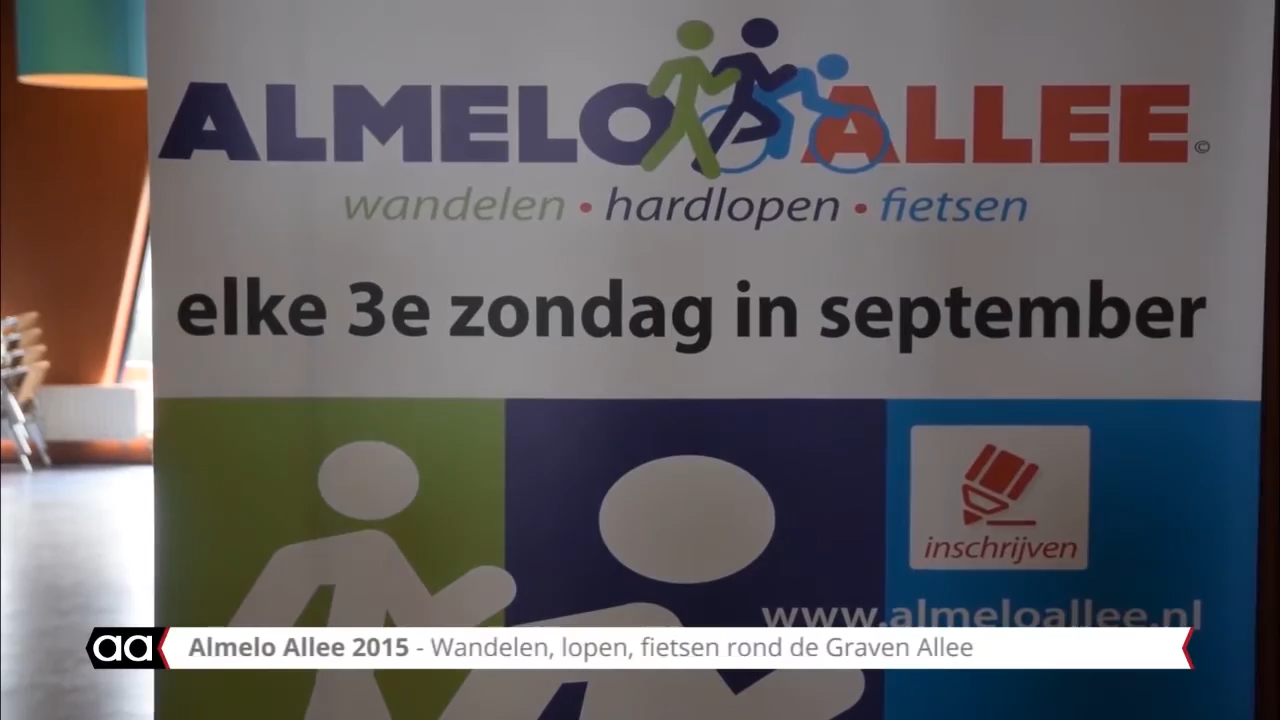 ALMELO ALLEE ©
wandelen • hardlopen • fietsen
elke 3e zondag in september
inschrijven
www.almeloallee.nl
aa Almelo Allee 2015 - Wandelen, lopen, fietsen rond de Graven Allee